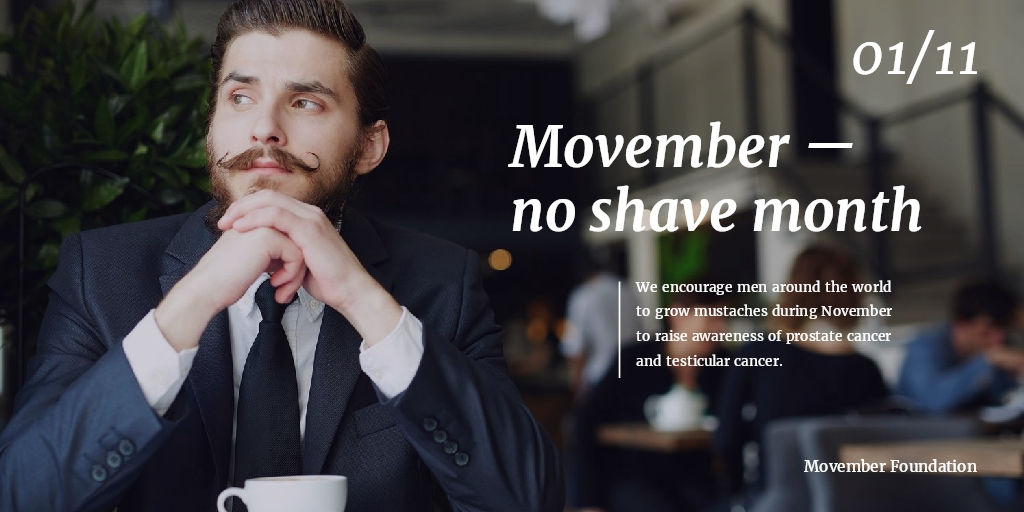 01/11
Movember —
no shave month
We encourage men around the world
to grow mustaches during November
to raise awareness of prostate cancer
and testicular cancer.
Movember Foundation